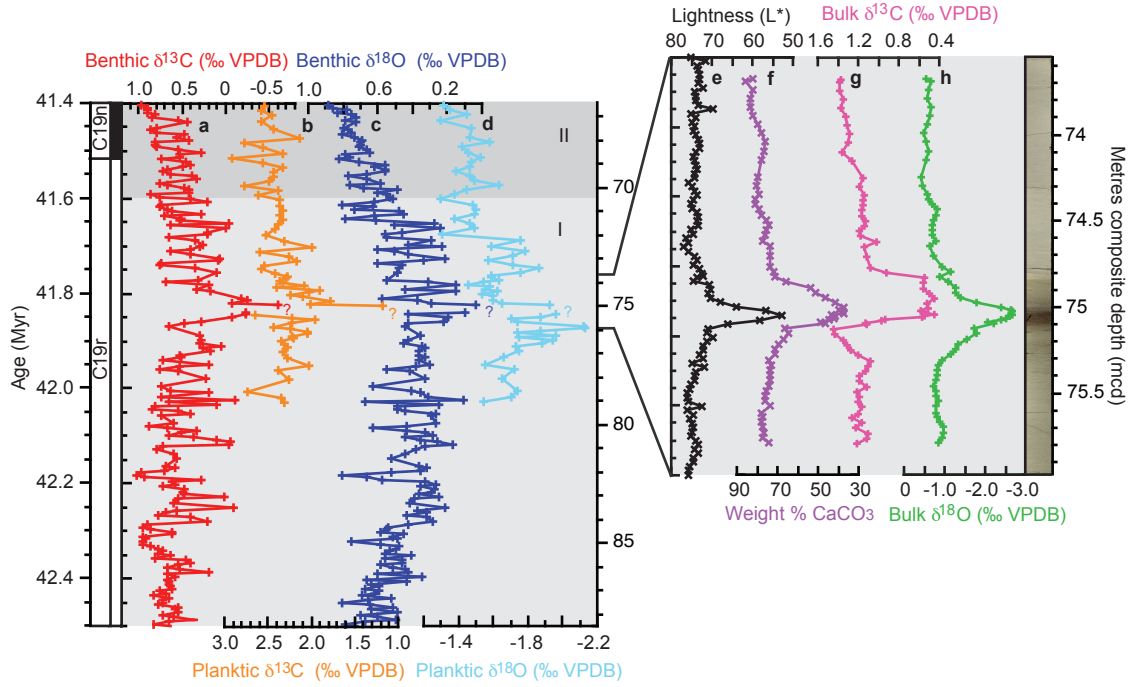 Lightness (L*) Bulk δ13C (‰ VPDB)
80 70 60 50 1.6 1.2 0.8 0.4
Benthic δ13C (‰ VPDB) Benthic δ18O (‰ VPDB)
1.0 0.5 0 -0.5 1.0 0.6 0.2
e f g h
a b c d
II
I
C19n
C19r
Age (Myr)
41.4
41.6
41.8
42.0
42.2
42.4
70
75
80
85
? ? ? ?
74
74.5
75
75.5
Metres composite depth (mcd)
90 70 50 30 0 -1.0 -2.0 -3.0
Weight % CaCO3 Bulk δ18O (‰ VPDB)
3.0 2.5 2.0 1.5 1.0 -1.4 -1.8 -2.2
Planktic δ13C (‰ VPDB) Planktic δ18O (‰ VPDB)